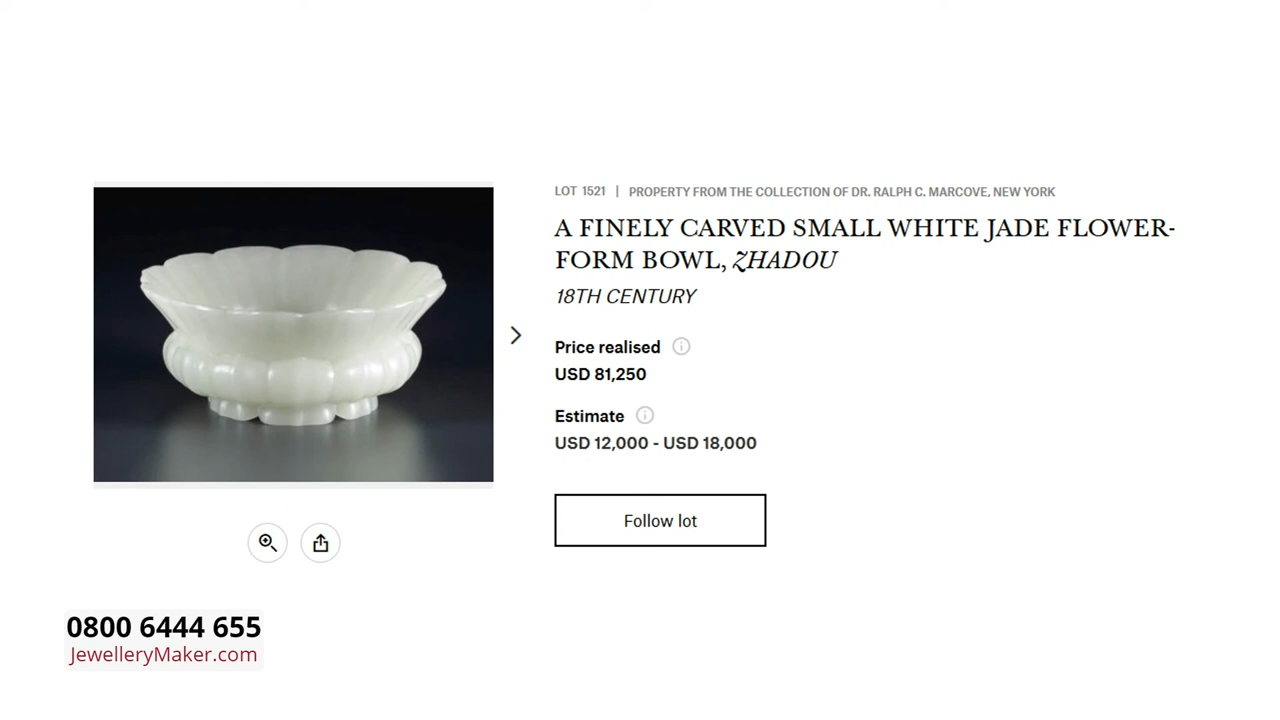 LOT 1521 | PROPERTY FROM THE COLLECTION OF DR. RALPH C. MARCOVE, NEW YORK
A FINELY CARVED SMALL WHITE JADE FLOWER-
FORM BOWL, ZHADOU
18TH CENTURY
Price realised
USD 81,250
Estimate
USD 12,000 - USD 18,000
Follow lot
0800 6444 655
JewelleryMaker.com